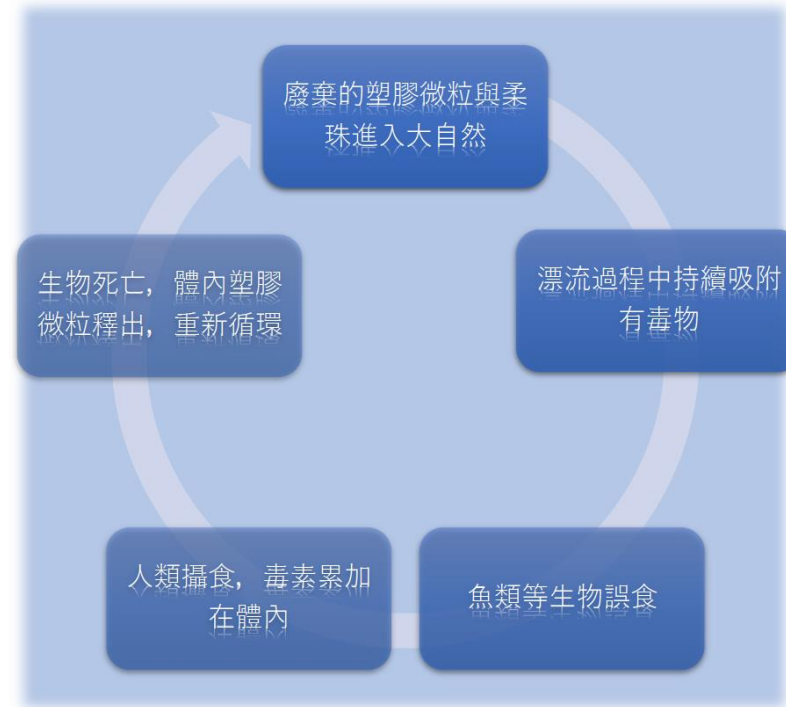 廢棄的塑膠微粒與柔
珠進入大自然
漂流過程中持續吸附
有毒物
魚類等生物誤食
人類攝食, 毒素累加
在體內
生物死亡, 體內塑膠
微粒釋出, 重新循環